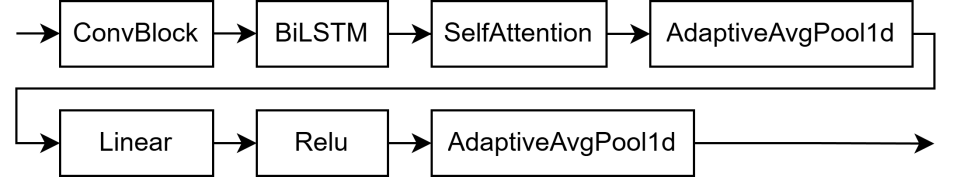 ConvBlock BiLSTM SelfAttention AdaptiveAvgPool1d
Linear Relu AdaptiveAvgPool1d